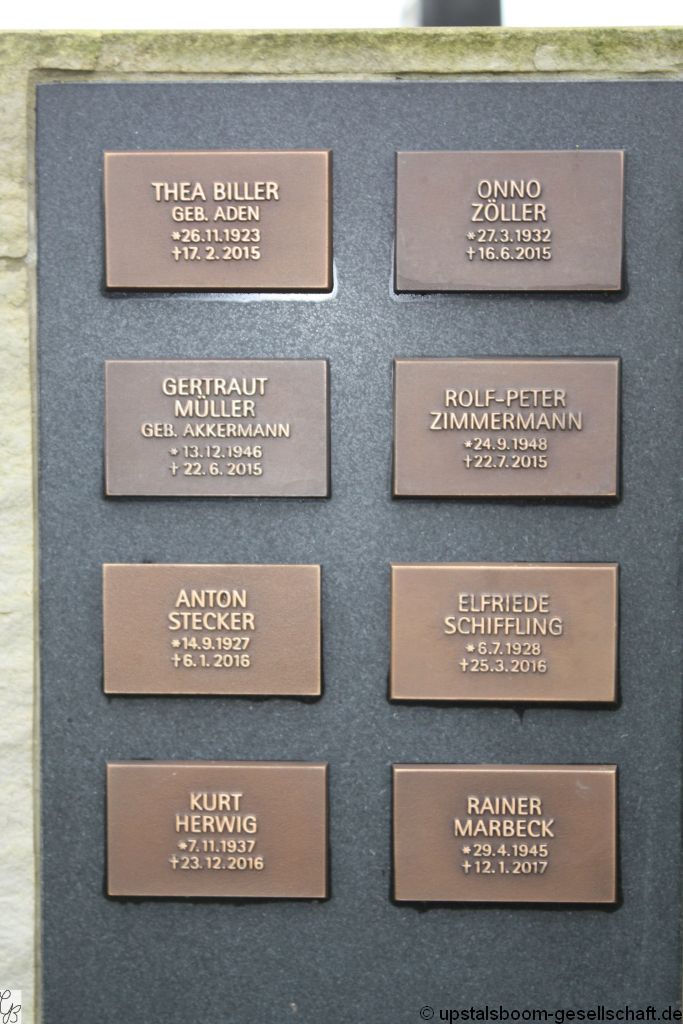 THEA BILLER
GEB. ADEN
*26.11.1923
†17. 2. 2015
ONNO
ZÖLLER
*27.3.1932
†16.6.2015
GERTRAUT
MÜLLER
GEB. AKKERMANN
* 13.12.1946
† 22. 6. 2015
ROLF-PETER
ZIMMERMANN
*24.9.1948
†22.7.2015
ANTON
STECKER
*14.9.1927
†6.1. 2016
ELFRIEDE
SCHIFFLING
*6.7.1928
†25.3.2016
KURT
HERWIG
*7.11.1937
†23.12.2016
RAINER
MARBECK
*29.4.1945
†12.1.2017
© upstalsboom-gesellschaft.de